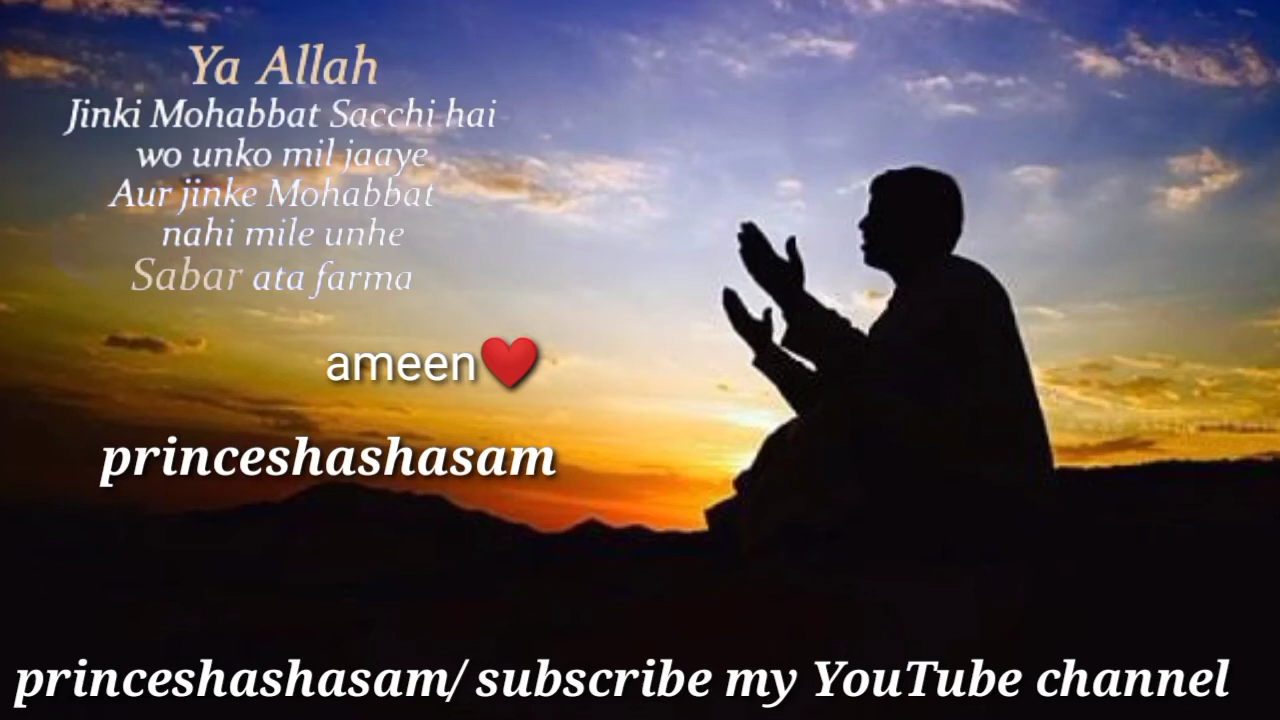 Ya Allah
Jinki Mohabbat Sacchi hai
wo unko mil jaaye
Aur jinke Mohabbat
nahi mile unhe
Sabar ata farma
ameen❤️
princeshashasam
princeshashasam/ subscribe my YouTube channel